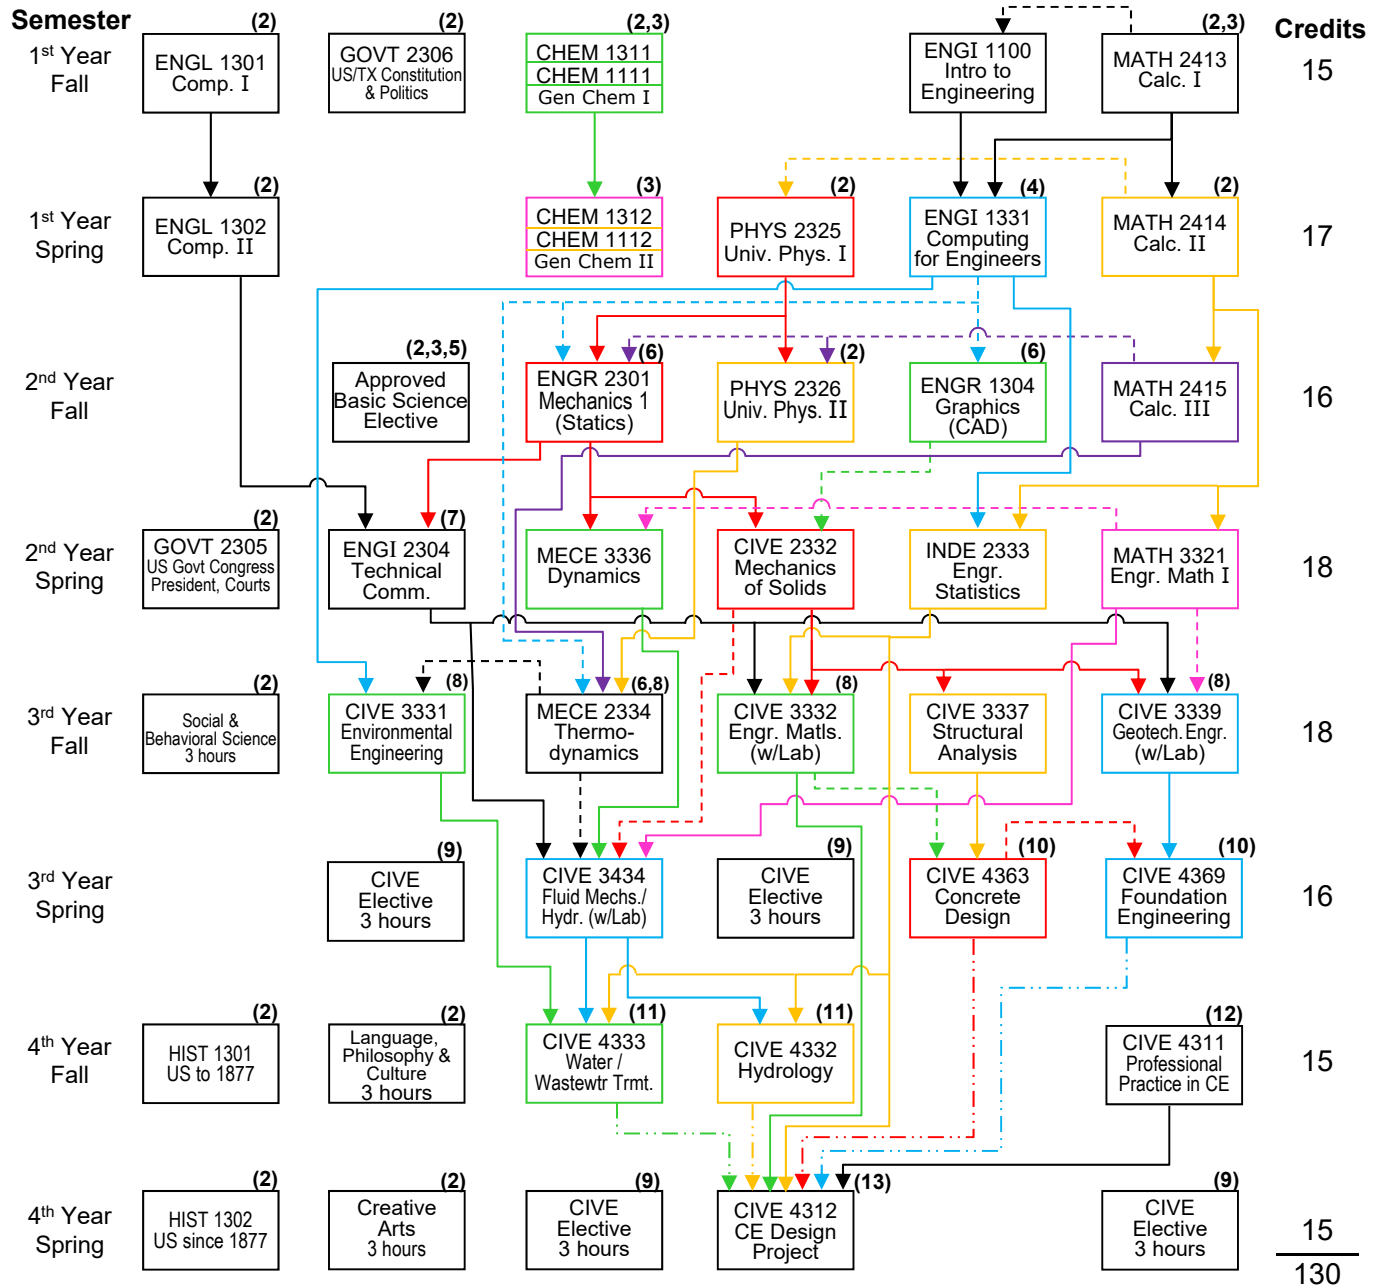 Semester
Credits
1st Year
Fall
(2)
ENGL 1301
Comp. I
(2)
GOVT 2306
US/TX Constitution
& Politics
(2,3)
CHEM 1311
CHEM 1111
Gen Chem I
ENGI 1100
Intro to
Engineering
(2,3)
MATH 2413
Calc. I
15
1st Year
Spring
(2)
ENGL 1302
Comp. II
(3)
CHEM 1312
CHEM 1112
Gen Chem II
(2)
PHYS 2325
Univ. Phys. I
(4)
ENGI 1331
Computing
for Engineers
(2)
MATH 2414
Calc. II
17
2nd Year
Fall
(2,3,5)
Approved
Basic Science
Elective
(6)
ENGR 2301
Mechanics 1
(Statics)
(2)
PHYS 2326
Univ. Phys. II
(6)
ENGR 1304
Graphics
(CAD)
MATH 2415
Calc. III
16
2nd Year
Spring
(2)
GOVT 2305
US Govt Congress
President, Courts
(7)
ENGI 2304
Technical
Comm.
MECE 3336
Dynamics
CIVE 2332
Mechanics
of Solids
INDE 2333
Engr.
Statistics
MATH 3321
Engr. Math I
18
3rd Year
Fall
(2)
Social &
Behavioral Science
3 hours
(8)
CIVE 3331
Environmental
Engineering
(6,8)
MECE 2334
Thermo-
dynamics
(8)
CIVE 3332
Engr. Matls.
(w/Lab)
CIVE 3337
Structural
Analysis
(8)
CIVE 3339
Geotech. Engr.
(w/Lab)
18
3rd Year
Spring
(9)
CIVE
Elective
3 hours
CIVE 3434
Fluid Mechs./
Hydr. (w/Lab)
(9)
CIVE
Elective
3 hours
(10)
CIVE 4363
Concrete
Design
(10)
CIVE 4369
Foundation
Engineering
16
4th Year
Fall
(2)
HIST 1301
US to 1877
(2)
Language,
Philosophy &
Culture
3 hours
(11)
CIVE 4333
Water /
Wastewtr Trmt.
(11)
CIVE 4332
Hydrology
(12)
CIVE 4311
Professional
Practice in CE
15
4th Year
Spring
(2)
HIST 1302
US since 1877
(2)
Creative
Arts
3 hours
(9)
CIVE
Elective
3 hours
(13)
CIVE 4312
CE Design
Project
(9)
CIVE
Elective
3 hours
15
130